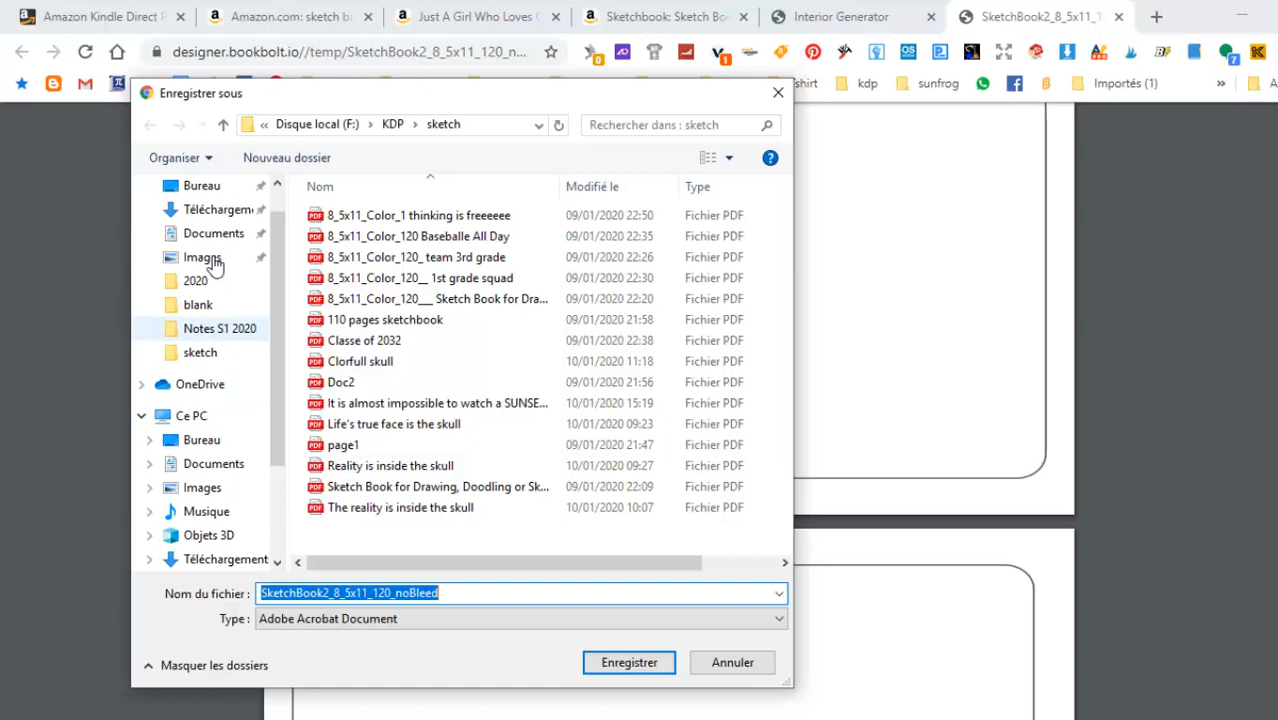 Amazon Kindle Direct P
Amazon.com: sketch b
Just A Girl Who Loves
Sketchbook: Sketch Bo
Interior Generator
SketchBook2_8_5x11_1
designer.bookbolt.io//temp/SketchBook2_8_5x11_120_n...
shirt
kdp
sunfrog
Importés (1)
»
A
Enregistrer sous
« Disque local (F:) > KDP > sketch
Rechercher dans : sketch
Organiser
Nouveau dossier
Nom
Modifié le
Type
Bureau
Téléchargem
Documents
Images
2020
blank
Notes S1 2020
sketch
OneDrive
Ce PC
Bureau
Documents
Images
Musique
Objets 3D
Téléchargement
8_5x11_Color_1 thinking is freeeeee 09/01/2020 22:50 Fichier PDF
8_5x11_Color_120 Baseballe All Day 09/01/2020 22:35 Fichier PDF
8_5x11_Color_120_ team 3rd grade 09/01/2020 22:26 Fichier PDF
8_5x11_Color_120__ 1st grade squad 09/01/2020 22:30 Fichier PDF
8_5x11_Color_120___ Sketch Book for Dra... 09/01/2020 22:20 Fichier PDF
110 pages sketchbook 09/01/2020 21:58 Fichier PDF
Classe of 2032 09/01/2020 22:38 Fichier PDF
Clorfull skull 10/01/2020 11:18 Fichier PDF
Doc2 09/01/2020 21:56 Fichier PDF
It is almost impossible to watch a SUNSE... 10/01/2020 15:19 Fichier PDF
Life's true face is the skull 10/01/2020 09:23 Fichier PDF
page1 09/01/2020 21:47 Fichier PDF
Reality is inside the skull 10/01/2020 09:27 Fichier PDF
Sketch Book for Drawing, Doodling or Sk... 09/01/2020 22:09 Fichier PDF
The reality is inside the skull 10/01/2020 10:07 Fichier PDF
Nom du fichier : SketchBook2_8_5x11_120_noBleed
Type : Adobe Acrobat Document
Masquer les dossiers
Enregistrer
Annuler